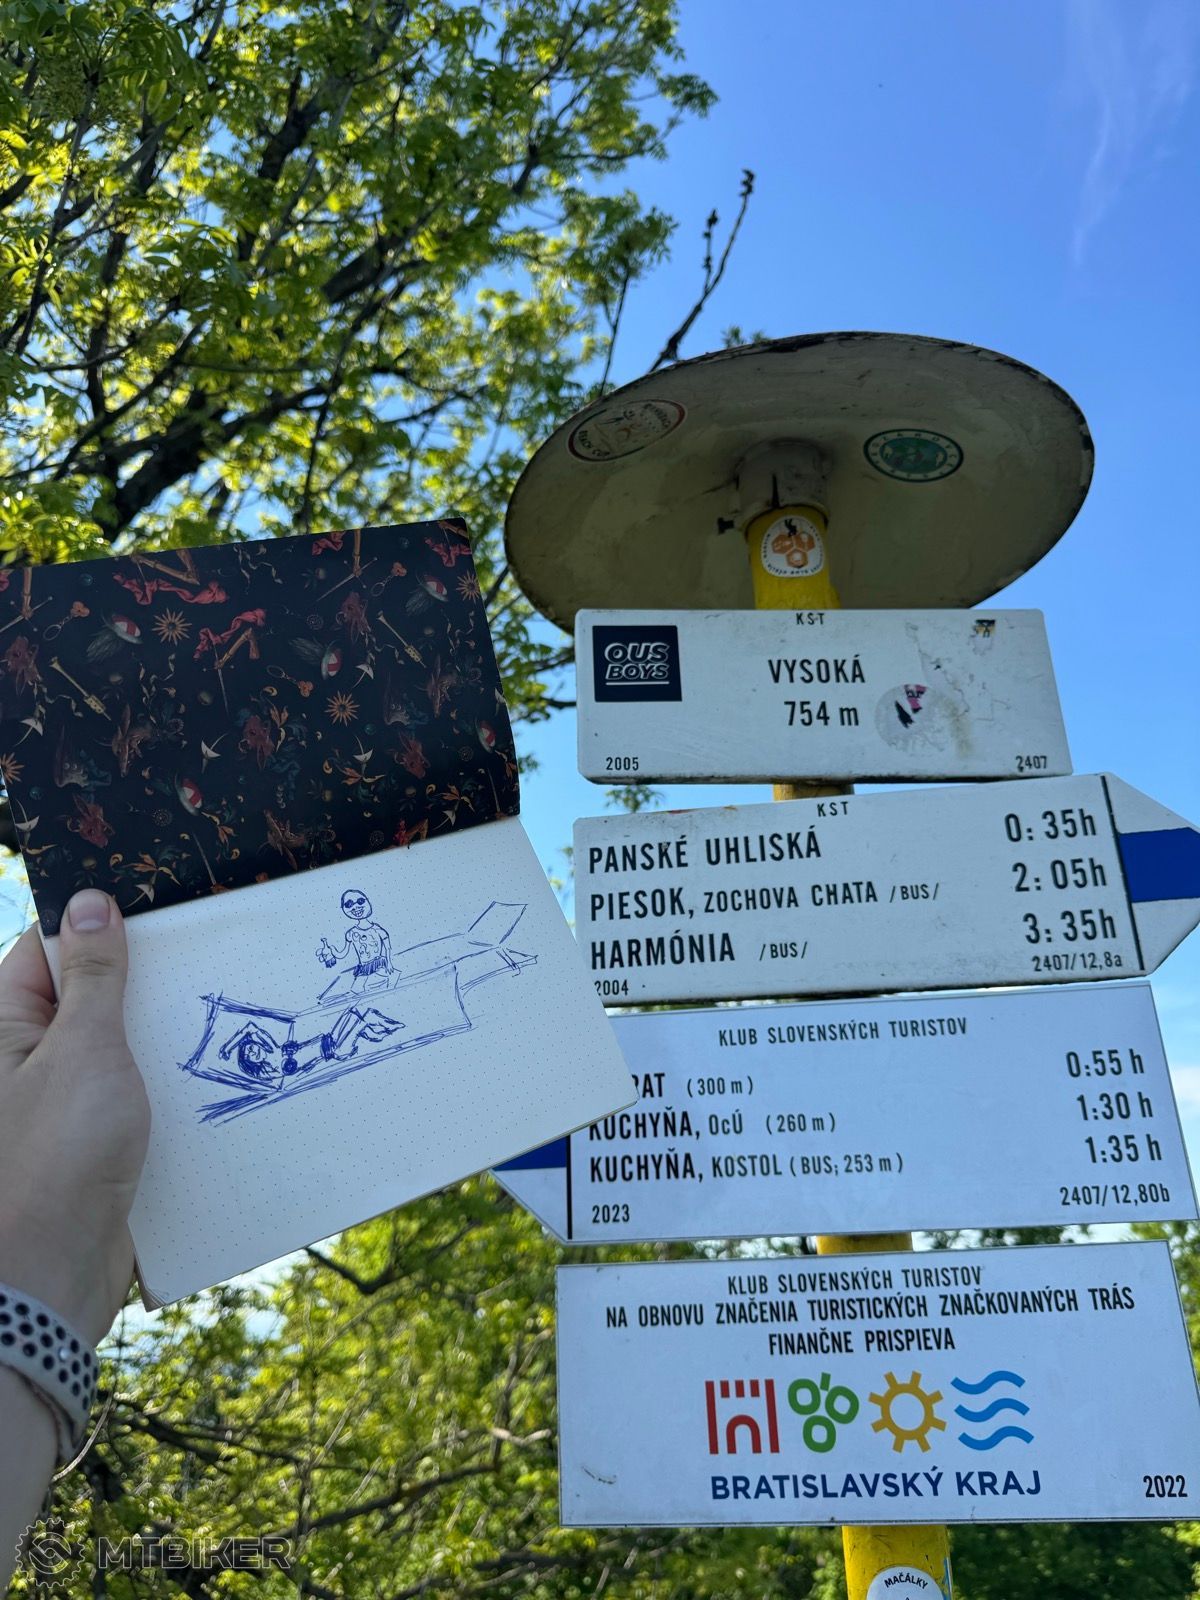 KST
OUS
BOYS
VYSOKÁ
754 m
2005
2407
KST
PANSKÉ UHLISKÁ 0:35h
PIESOK, ZOCHOVA CHATA /BUS/ 2:05h
HARMÓNIA /BUS/ 3:35h
2004 2407/12,8a
KLUB SLOVENSKÝCH TURISTOV
RAT (300 m) 0:55 h
KUCHYŇA, OcÚ (260 m) 1:30 h
KUCHYŇA, KOSTOL (BUS; 253 m) 1:35 h
2023 2407/12,80b
KLUB SLOVENSKÝCH TURISTOV
NA OBNOVU ZNAČENIA TURISTICKÝCH ZNAČKOVANÝCH TRÁS
FINANČNE PRISPIEVA
BRATISLAVSKÝ KRAJ
2022
MAČÁLKY
MTBIKER